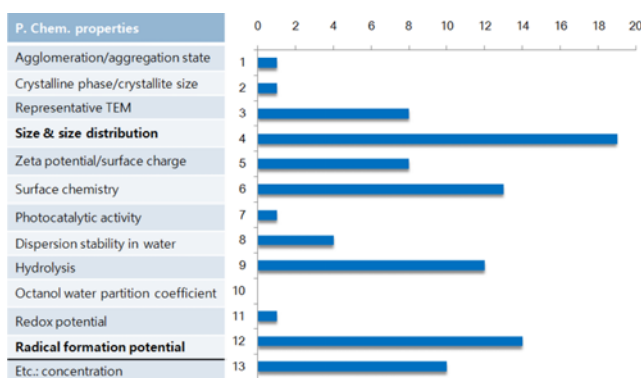 P. Chem. properties
0 2 4 6 8 10 12 14 16 18 20
Agglomeration/aggregation state 1
Crystalline phase/crystallite size 2
Representative TEM 3
Size & size distribution 4
Zeta potential/surface charge 5
Surface chemistry 6
Photocatalytic activity 7
Dispersion stability in water 8
Hydrolysis 9
Octanol water partition coefficient 10
Redox potential 11
Radical formation potential 12
Etc.: concentration 13